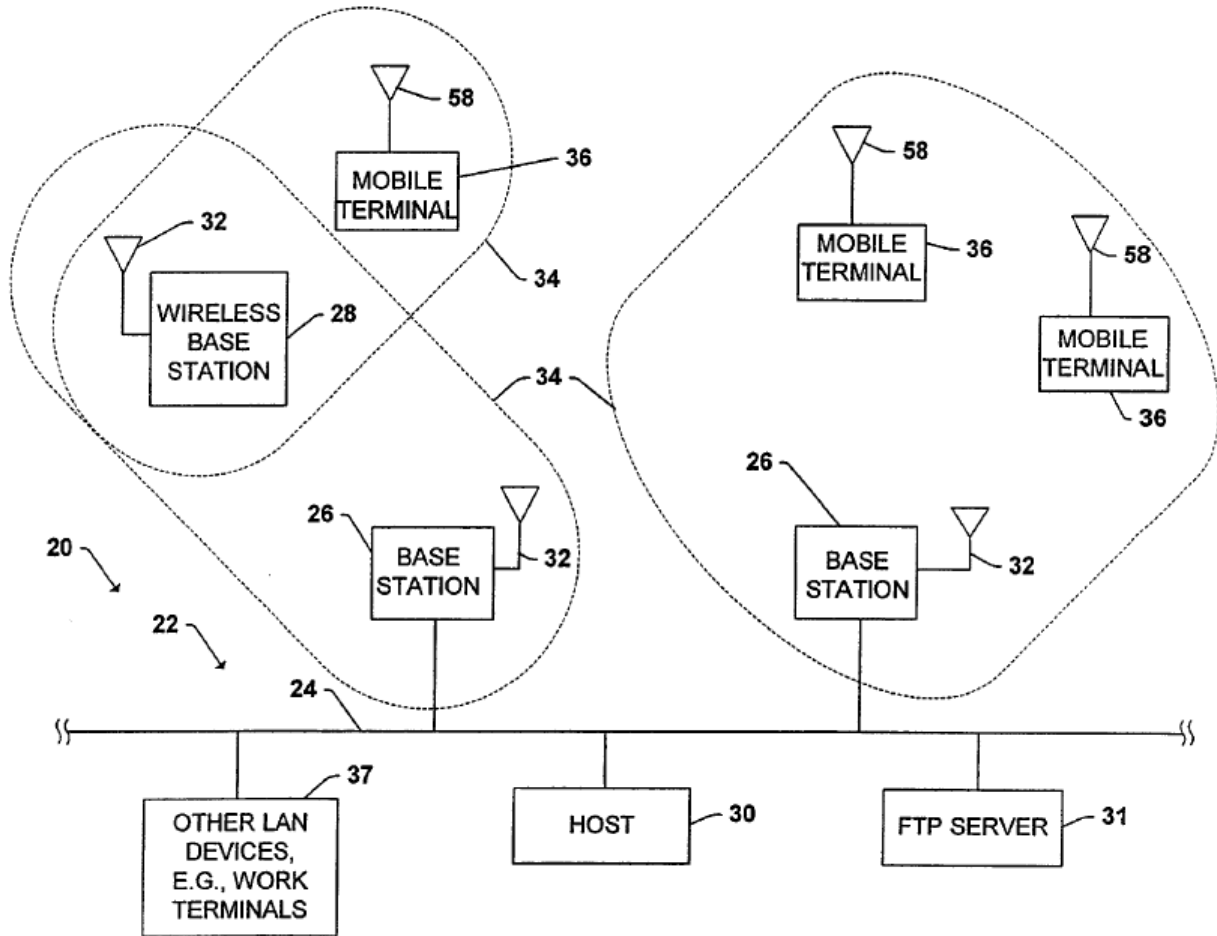 58
36
MOBILE
TERMINAL
58
32
MOBILE
TERMINAL
36
58
34
WIRELESS
BASE
STATION
28
MOBILE
TERMINAL
34
36
26
26
BASE
STATION
32
BASE
STATION
32
20
22
24
37
OTHER LAN
DEVICES,
E.G., WORK
TERMINALS
HOST
30
FTP SERVER
31